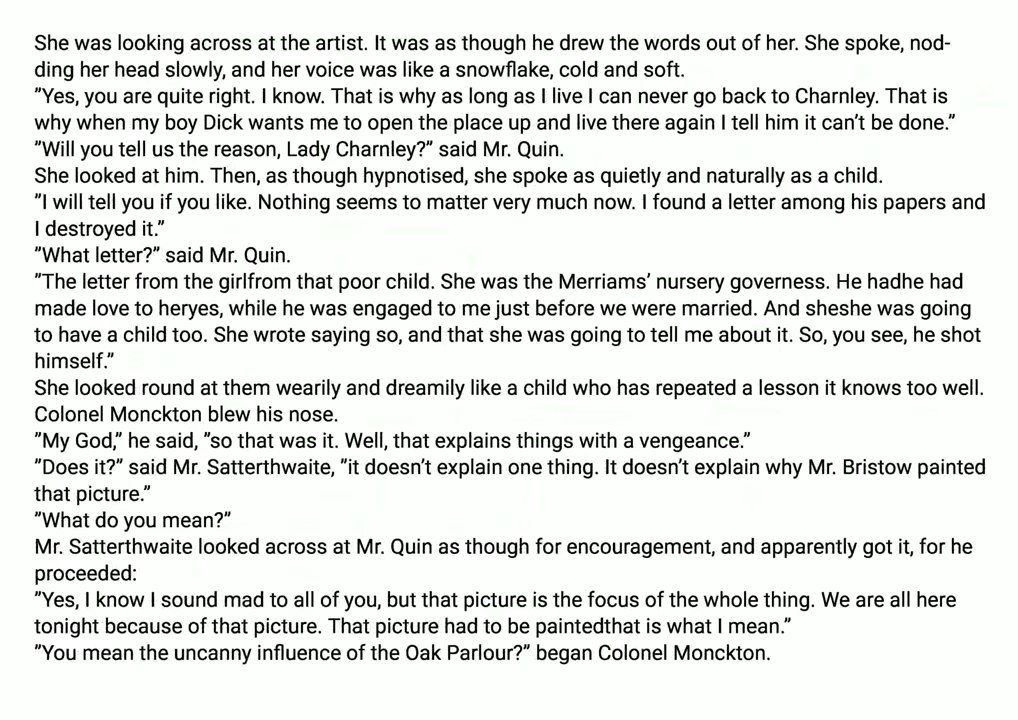 She was looking across at the artist. It was as though he drew the words out of her. She spoke, nod-
ding her head slowly, and her voice was like a snowflake, cold and soft.
"Yes, you are quite right. I know. That is why as long as I live I can never go back to Charnley. That is
why when my boy Dick wants me to open the place up and live there again I tell him it can't be done."
"Will you tell us the reason, Lady Charnley?" said Mr. Quin.
She looked at him. Then, as though hypnotised, she spoke as quietly and naturally as a child.
"I will tell you if you like. Nothing seems to matter very much now. I found a letter among his papers and
I destroyed it."
"What letter?" said Mr. Quin.
"The letter from the girlfrom that poor child. She was the Merriams' nursery governess. He hadhe had
made love to heryes, while he was engaged to me just before we were married. And sheshe was going
to have a child too. She wrote saying so, and that she was going to tell me about it. So, you see, he shot
himself."
She looked round at them wearily and dreamily like a child who has repeated a lesson it knows too well.
Colonel Monckton blew his nose.
"My God," he said, "so that was it. Well, that explains things with a vengeance."
"Does it?" said Mr. Satterthwaite, "it doesn't explain one thing. It doesn't explain why Mr. Bristow painted
that picture."
"What do you mean?"
Mr. Satterthwaite looked across at Mr. Quin as though for encouragement, and apparently got it, for he
proceeded:
"Yes, I know I sound mad to all of you, but that picture is the focus of the whole thing. We are all here
tonight because of that picture. That picture had to be paintedthat is what I mean."
"You mean the uncanny influence of the Oak Parlour?" began Colonel Monckton.